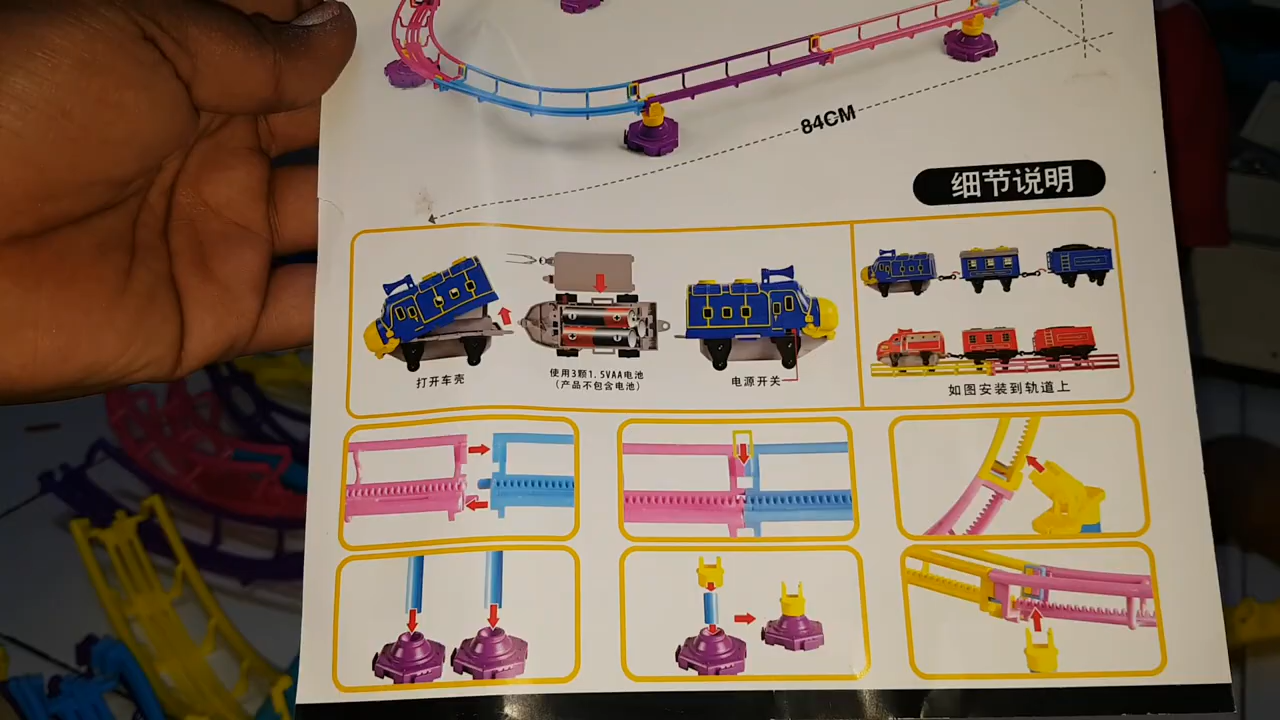 84CM
细节说明
打开车壳
使用3颗1.5VAA电池
(产品不包含电池)
电源开关
如图安装到轨道上